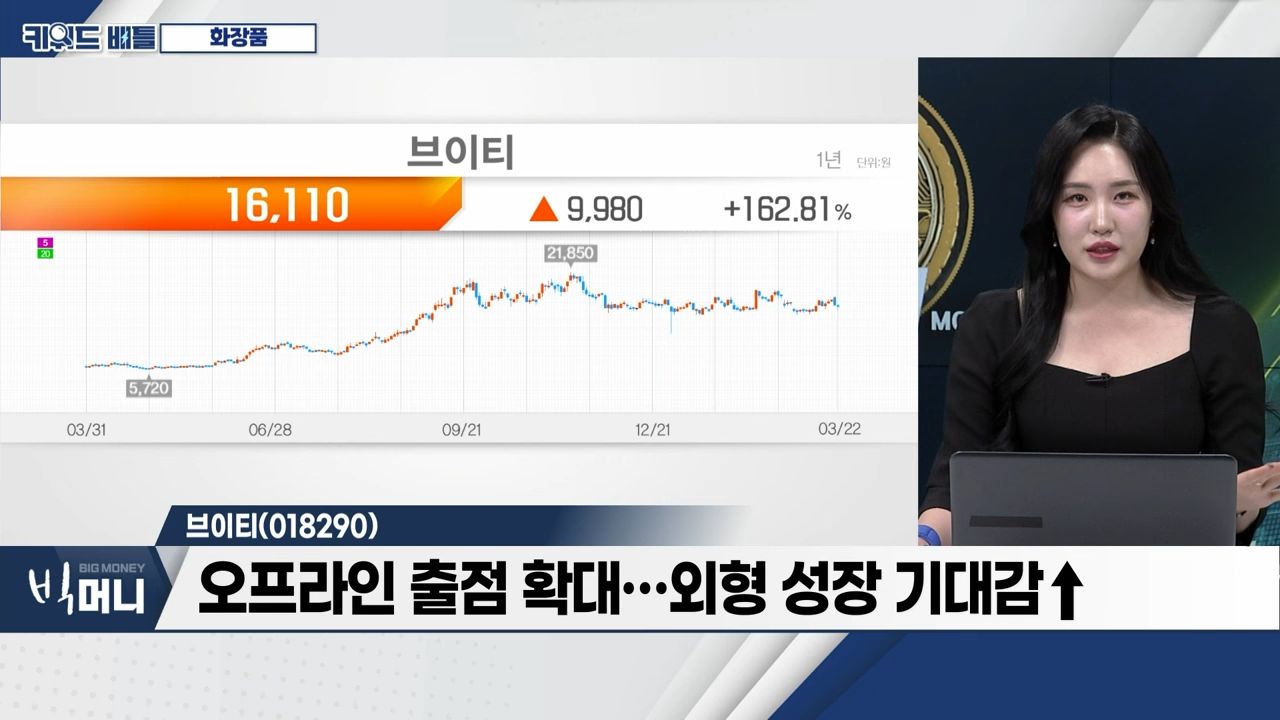 키워드 배틀
화장품
브이티
1년 단위:원
16,110 ▲ 9,980 +162.81%
5
20
21,850
5,720
03/31 06/28 09/21 12/21 03/22
브이티(018290)
BIG MONEY
빅머니
오프라인 출점 확대…외형 성장 기대감↑